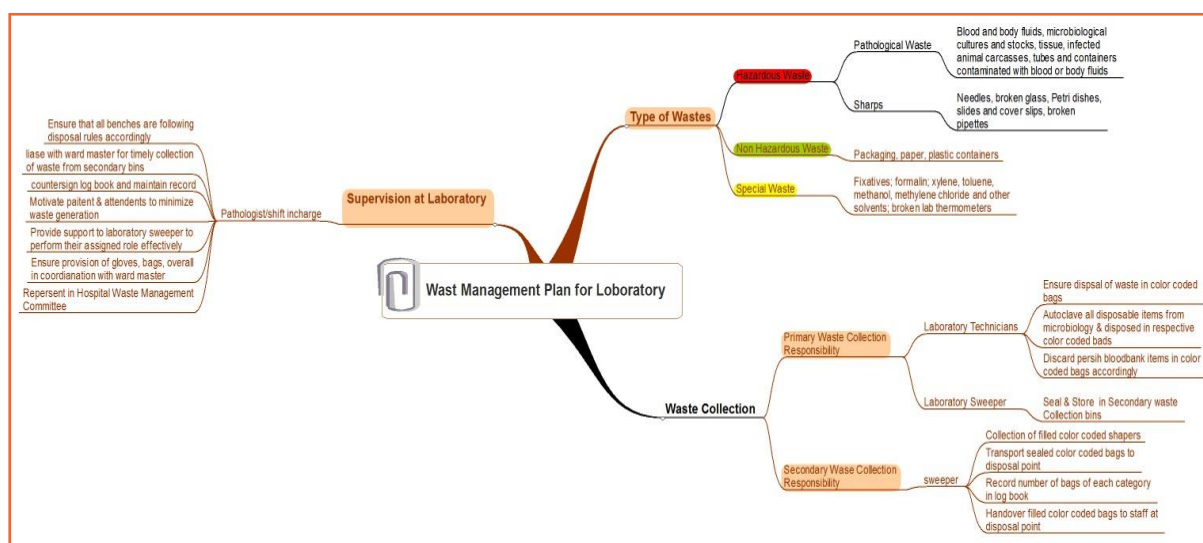 Wast Management Plan for Loboratory
Type of Wastes
Hazardous Waste
Pathological Waste
Blood and body fluids, microbiological
cultures and stocks, tissue, infected
animal carcasses, tubes and containers
contaminated with blood or body fluids
Sharps
Needles, broken glass, Petri dishes,
slides and cover slips, broken
pipettes
Non Hazardous Waste
Packaging, paper, plastic containers
Special Waste
Fixatives; formalin; xylene, toluene,
methanol, methylene chloride and other
solvents; broken lab thermometers
Supervision at Laboratory
Pathologist/shift incharge
Ensure that all benches are following
disposal rules accordingly
liase with ward master for timely collection
of waste from secondary bins
countersign log book and maintain record
Motivate paitent & attendents to minimize
waste generation
Provide support to laboratory sweeper to
perform their assigned role effectively
Ensure provision of gloves, bags, overall
in coordianation with ward master
Repersent in Hospital Waste Management
Committee
Waste Collection
Primary Waste Collection
Responsibility
Laboratory Technicians
Ensure dispsal of waste in color coded
bags
Autoclave all disposable items from
microbiology & disposed in respective
color coded bads
Discard persih bloodbank items in color
coded bags accordingly
Laboratory Sweeper
Seal & Store in Secondary waste
Collection bins
Secondary Wase Collection
Responsibility
sweeper
Collection of filled color coded shapers
Transport sealed color coded bags to
disposal point
Record number of bags of each category
in log book
Handover filled color coded bags to staff at
disposal point